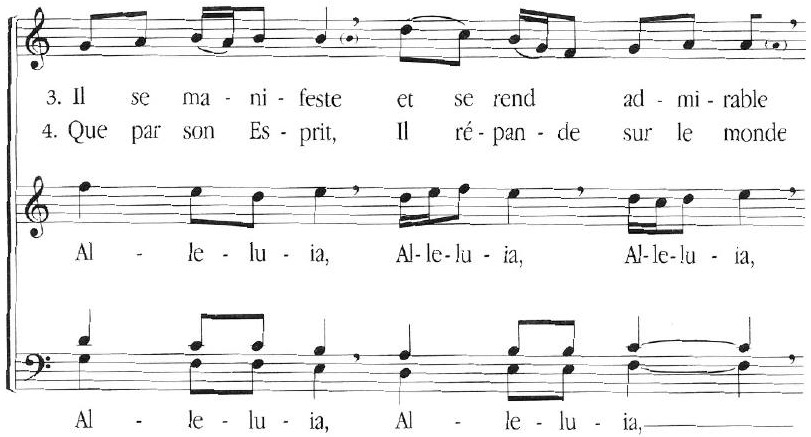 3. Il se ma - ni - feste et se rend ad - mi - rable
4. Que par son Es - prit, Il ré - pan - de sur le monde
Al - le - lu - ia, Al - le - lu - ia, Al - le - lu - ia,
Al - le - lu - ia, Al - le - lu - ia,